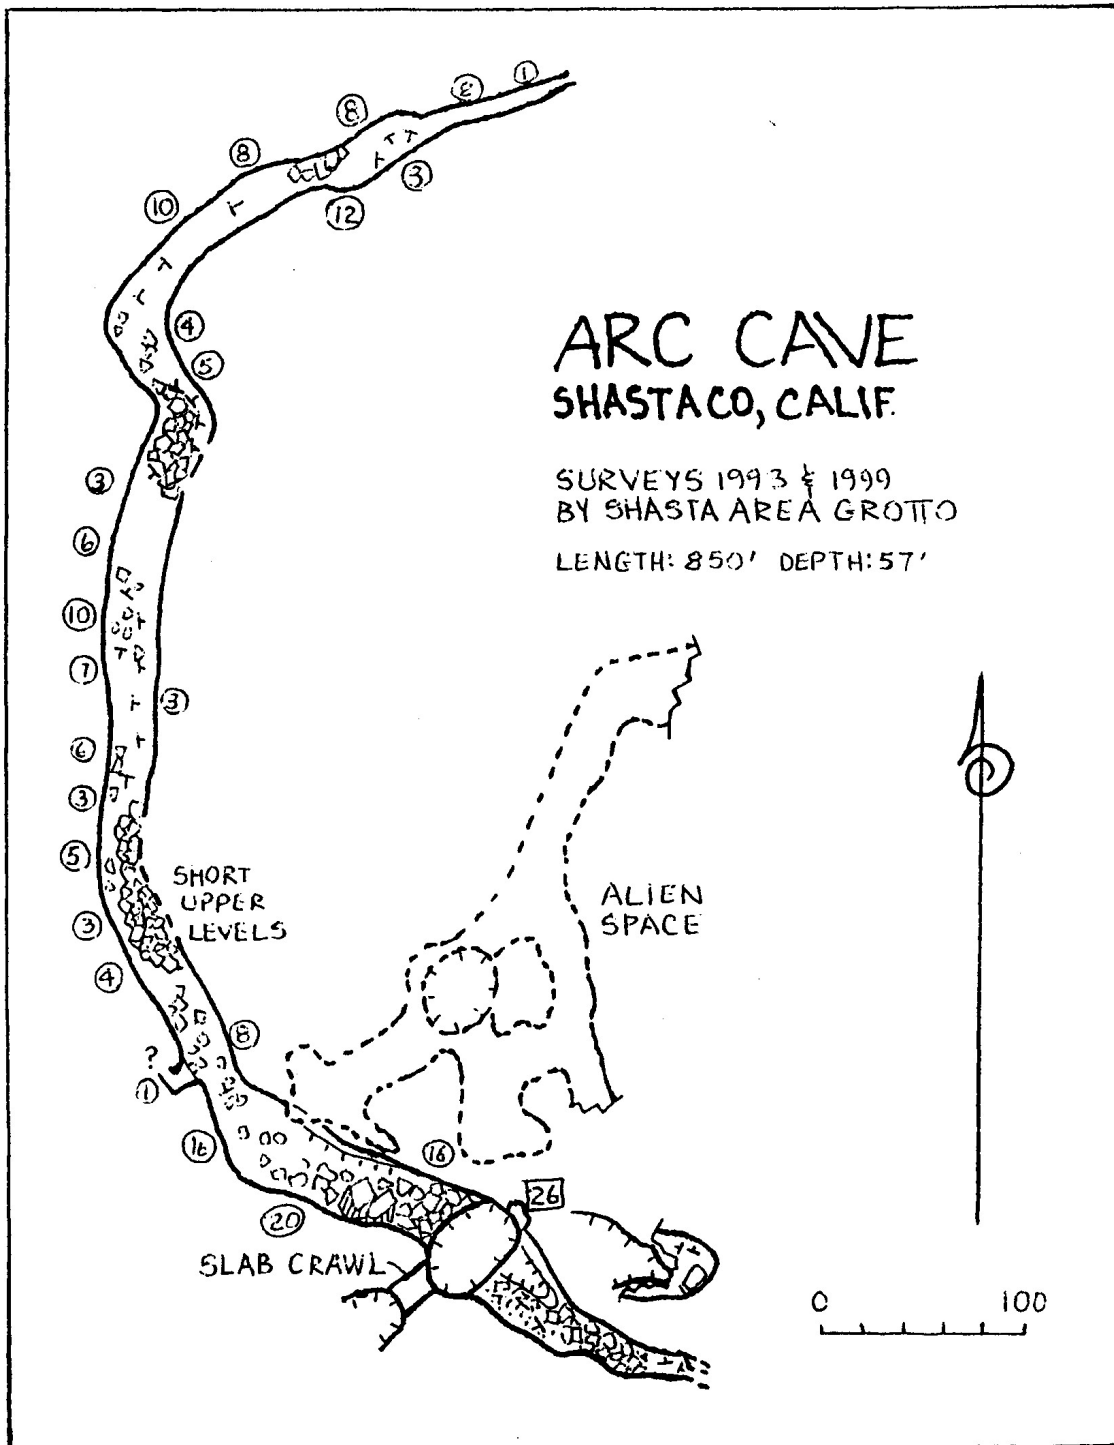 ①
②
⑧
⑧
③
⑩
⑫
④
⑤
ARC CAVE
SHASTA CO, CALIF.
③
SURVEYS 1993 & 1999
BY SHASTA AREA GROTTO
⑥
LENGTH: 850' DEPTH: 57'
⑩
⑦
③
⑥
③
⑤
SHORT
UPPER
LEVELS
ALIEN
SPACE
③
④
⑧
?
①
⑯
⑯
26
⑳
SLAB CRAWL
0 100